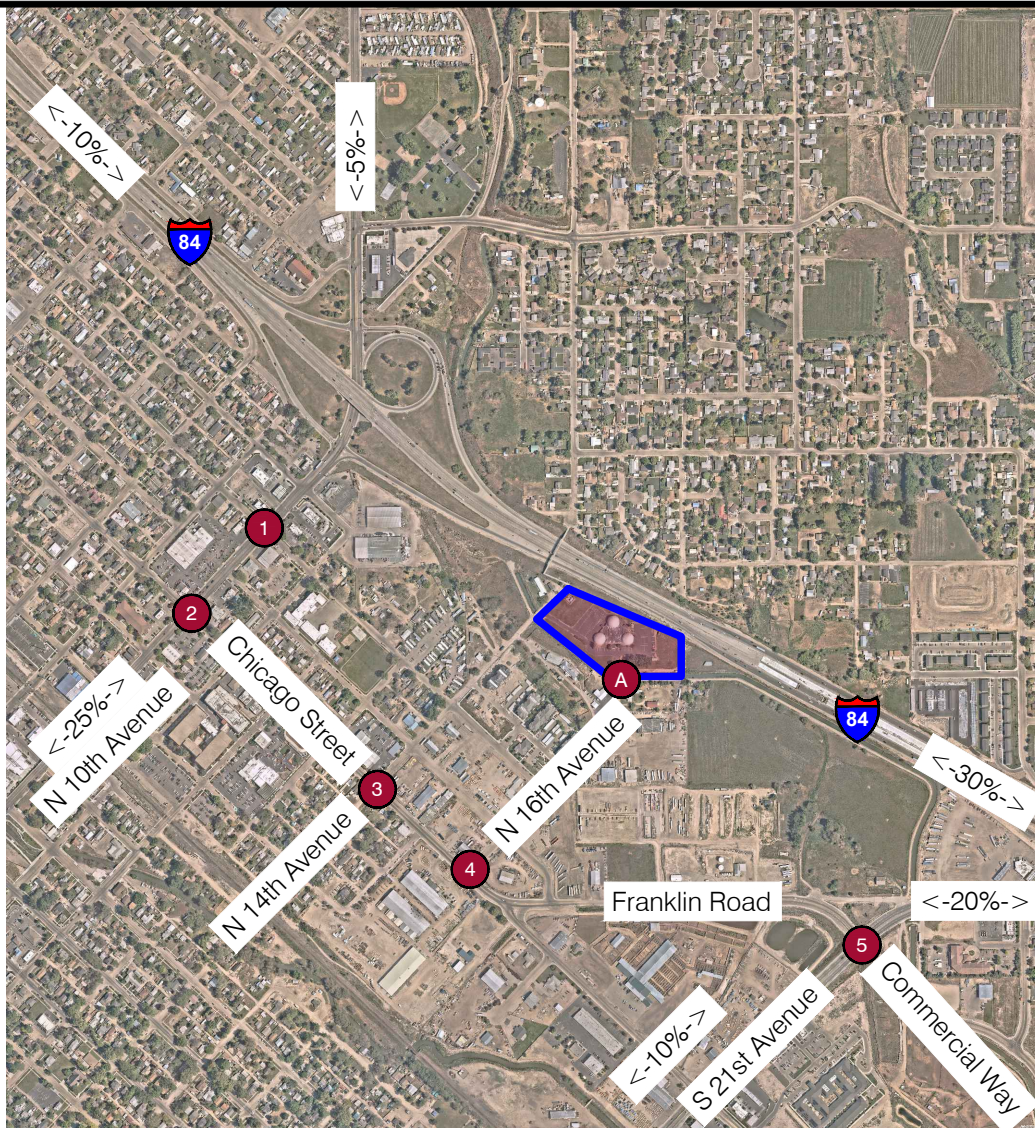 <-10%->
<-5%->
84
1
2
Chicago Street
<-25%->
N 10th Avenue
A
N 16th Avenue
84
<-30%->
3
N 14th Avenue
4
Franklin Road
<-20%->
5
<-10%->
S 21st Avenue
Commercial Way